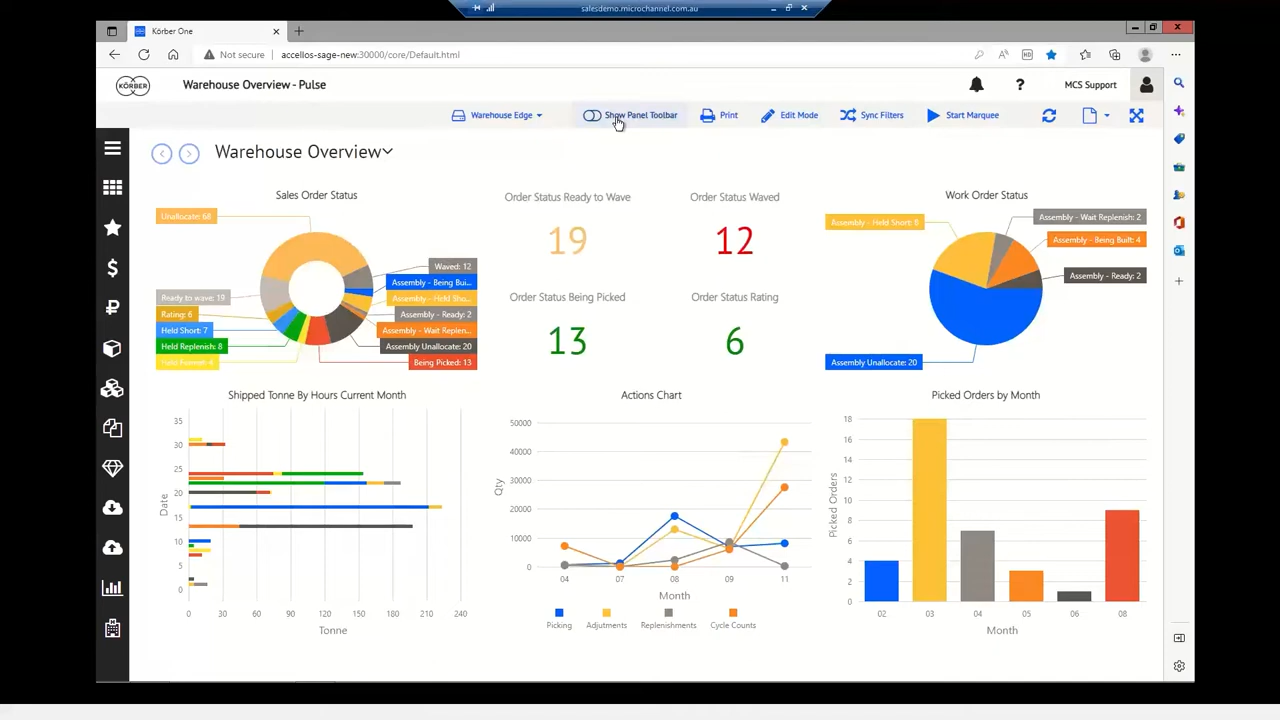 salesdemo.microchannel.com.au
Körber One
Not secure accellos-sage-new:30000/core/Default.html
KÖRBER
Warehouse Overview - Pulse
MCS Support
Warehouse Edge
Show Panel Toolbar
Print
Edit Mode
Sync Filters
Start Marquee
Warehouse Overview
Sales Order Status
Unallocate: 68
Waved: 12
Assembly - Being Bui...
Assembly - Held Sho...
Assembly - Ready: 2
Assembly - Wait Replen...
Assembly Unallocate: 20
Being Picked: 13
Ready to wave: 19
Rating: 6
Held Short: 7
Held Replenish: 8
Order Status Ready to Wave
19
Order Status Waved
12
Order Status Being Picked
13
Order Status Rating
6
Work Order Status
Assembly - Held Short: 8
Assembly - Wait Replenish: 2
Assembly - Being Built: 4
Assembly - Ready: 2
Assembly Unallocate: 20
Shipped Tonne By Hours Current Month
Date
35
30
25
20
15
10
5
0
0 30 60 90 120 150 180 210 240
Tonne
Actions Chart
Qty
50000
40000
30000
20000
10000
0
04 07 08 09 11
Month
Picking Adjutments Replenishments Cycle Counts
Picked Orders by Month
Picked Orders
18
16
14
12
10
8
6
4
2
0
02 03 04 05 06 08
Month